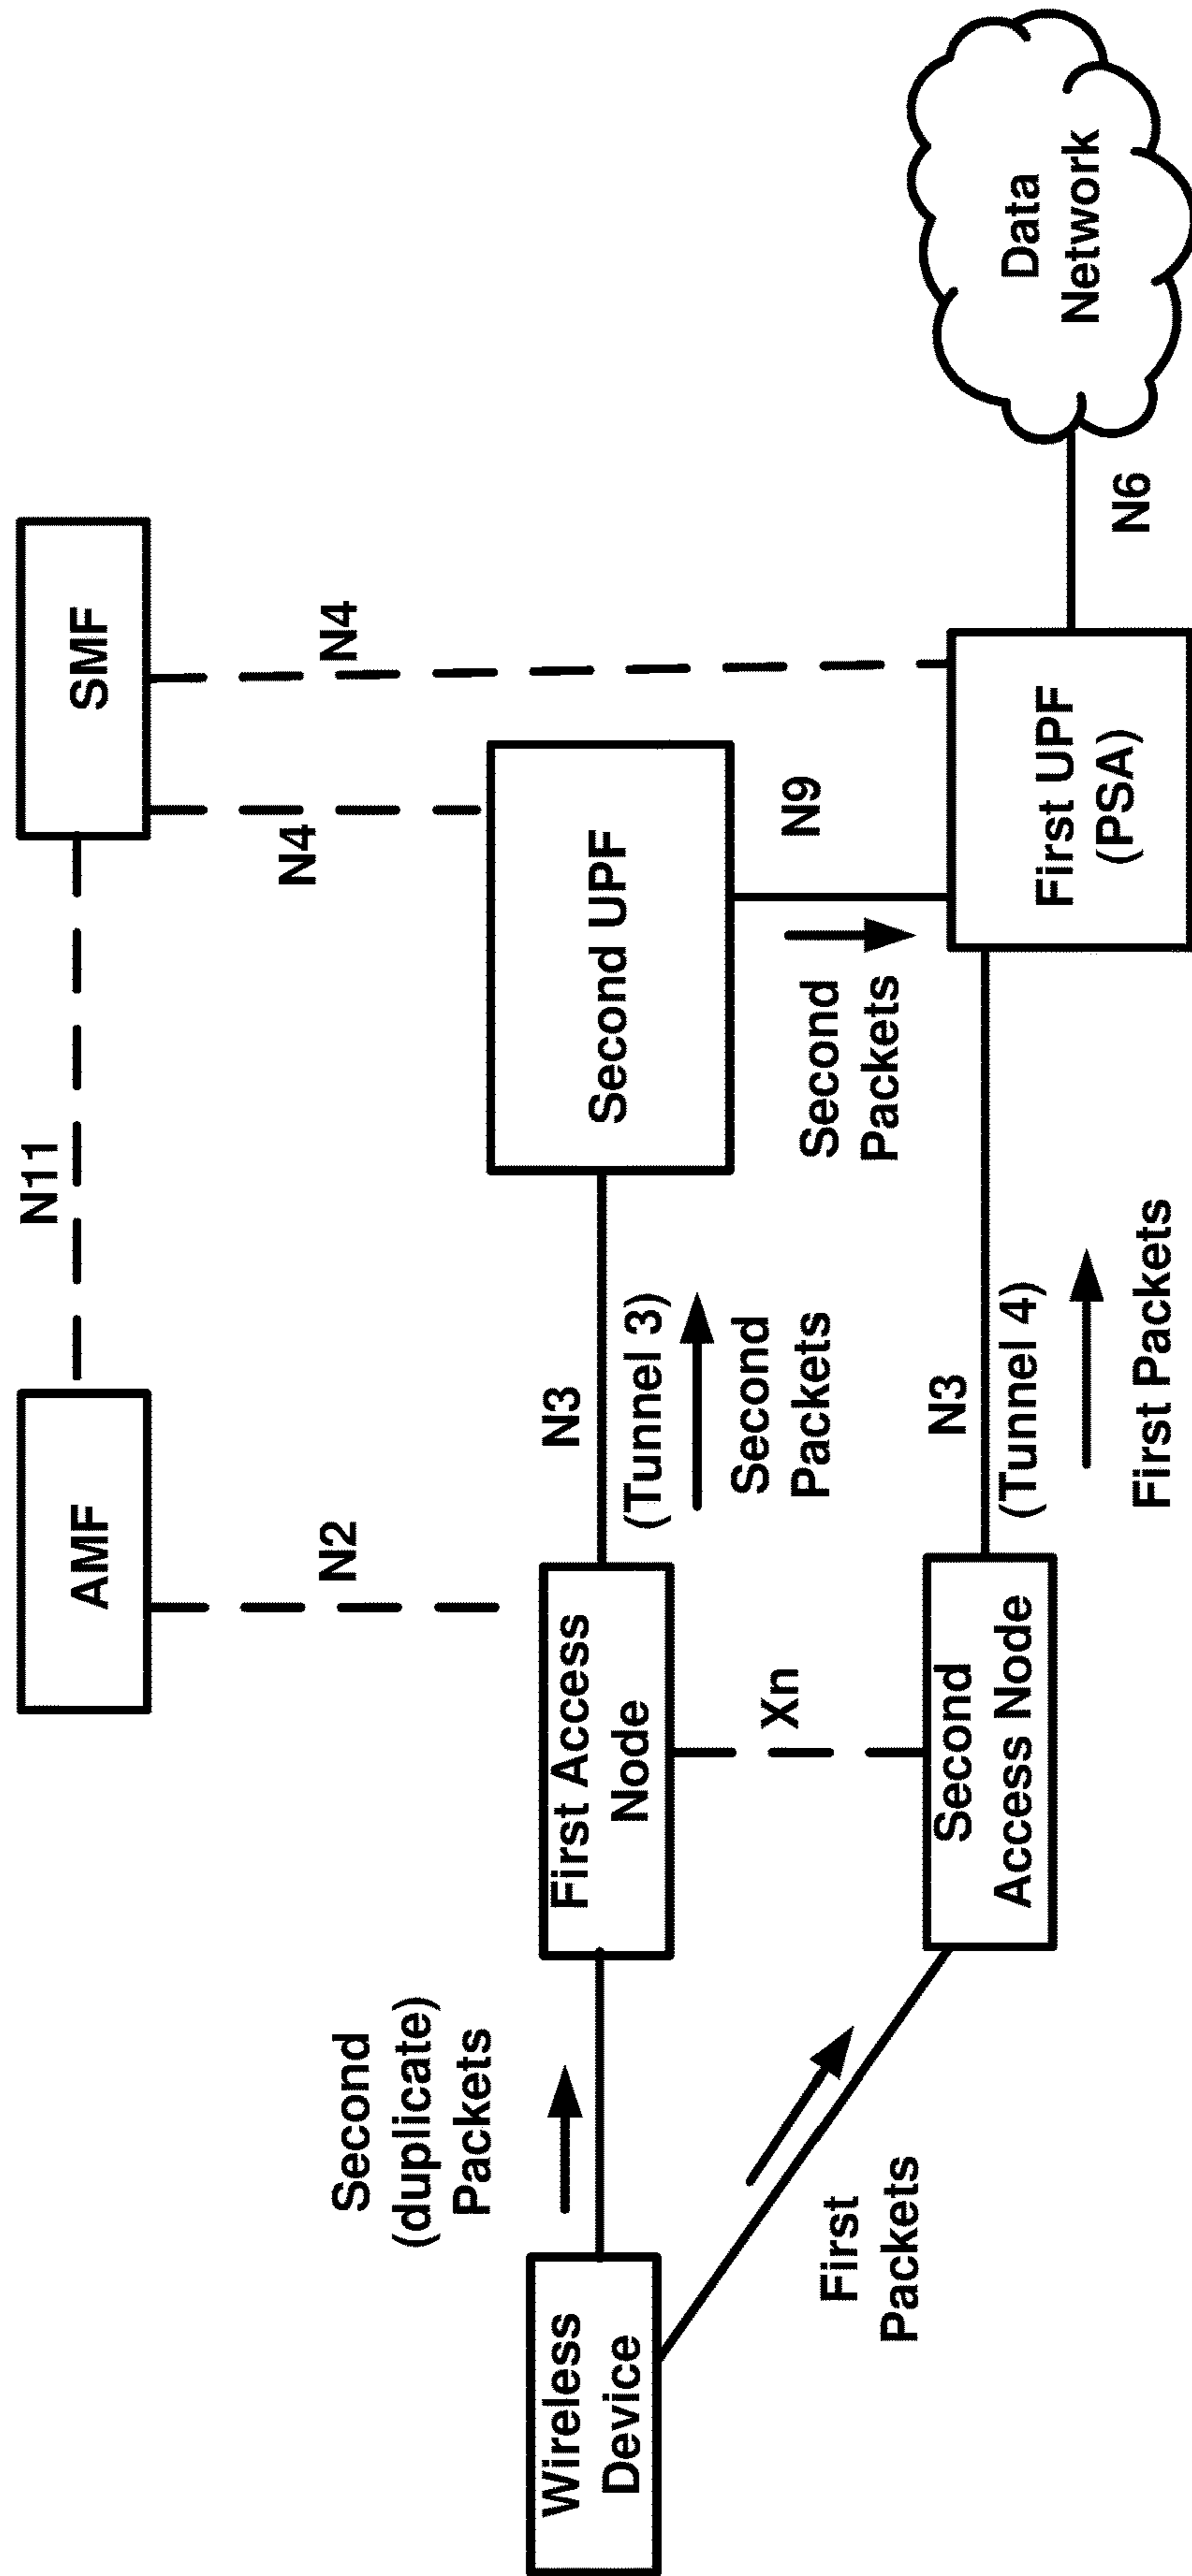 AMF
N11
SMF
N2
N4
N4
Second
(duplicate)
Packets
Wireless
Device
First Access
Node
N3
(Tunnel 3)
Second
Packets
Second UPF
Xn
N9
Second
Packets
First
Packets
Second
Access Node
N3
(Tunnel 4)
First Packets
First UPF
(PSA)
N6
Data
Network